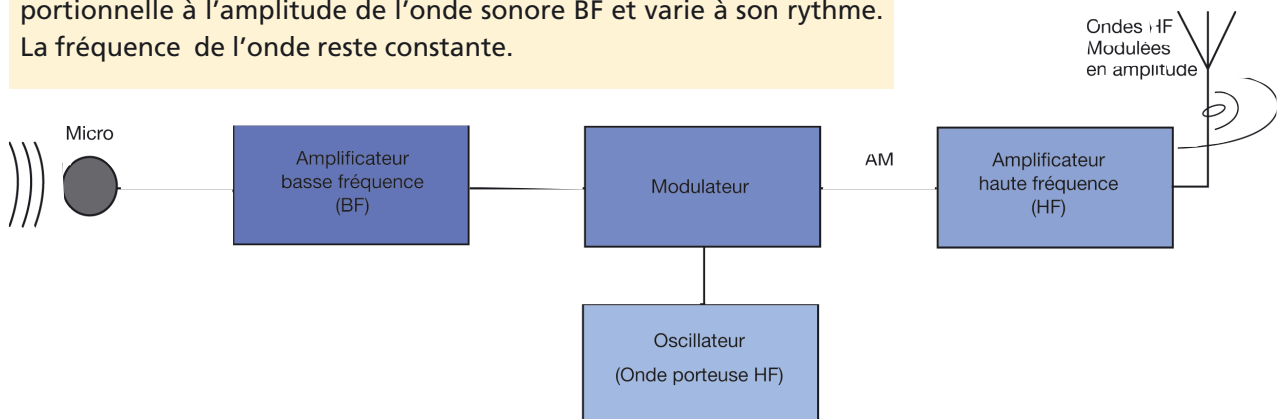 portionnelle à l’amplitude de l’onde sonore BF et varie à son rythme.
La fréquence de l’onde reste constante.
Ondes HF
Modulées
en amplitude
Micro
Amplificateur
basse fréquence
(BF)
Modulateur
AM
Amplificateur
haute fréquence
(HF)
Oscillateur
(Onde porteuse HF)